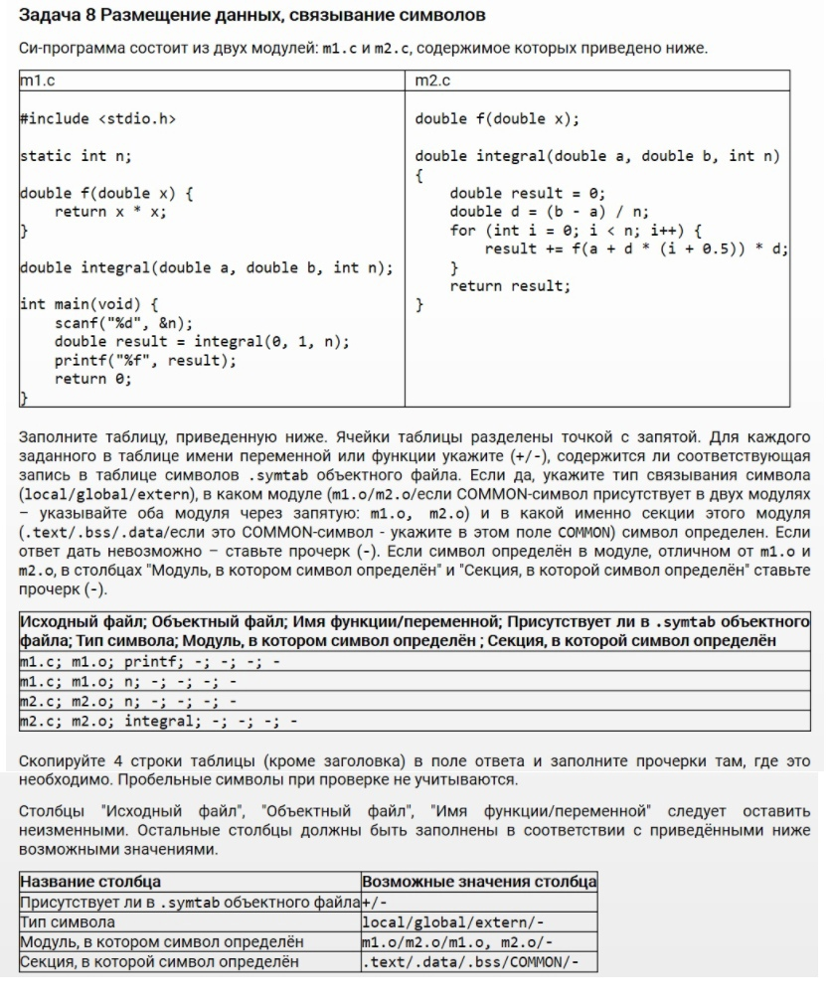 Задача 8 Размещение данных, связывание символов
Си-программа состоит из двух модулей: m1.c и m2.c, содержимое которых приведено ниже.
m1.c
#include <stdio.h>
static int n;
double f(double x) {
    return x * x;
}
double integral(double a, double b, int n);
int main(void) {
    scanf("%d", &n);
    double result = integral(0, 1, n);
    printf("%f", result);
    return 0;
}
m2.c
double f(double x);
double integral(double a, double b, int n)
{
    double result = 0;
    double d = (b - a) / n;
    for (int i = 0; i < n; i++) {
        result += f(a + d * (i + 0.5)) * d;
    }
    return result;
}
Заполните таблицу, приведенную ниже. Ячейки таблицы разделены точкой с запятой. Для каждого
заданного в таблице имени переменной или функции укажите (+/-), содержится ли соответствующая
запись в таблице символов .symtab объектного файла. Если да, укажите тип связывания символа
(local/global/extern), в каком модуле (m1.o/m2.o/если COMMON-символ присутствует в двух модулях
– указывайте оба модуля через запятую: m1.o, m2.o) и в какой именно секции этого модуля
(.text/.bss/.data/если это COMMON-символ - укажите в этом поле COMMON) символ определен. Если
ответ дать невозможно – ставьте прочерк (-). Если символ определён в модуле, отличном от m1.o и
m2.o, в столбцах "Модуль, в котором символ определён" и "Секция, в которой символ определён" ставьте
прочерк (-).
Исходный файл; Объектный файл; Имя функции/переменной; Присутствует ли в .symtab объектного
файла; Тип символа; Модуль, в котором символ определён ; Секция, в которой символ определён
m1.c; m1.o; printf; -; -; -; -
m1.c; m1.o; n; -; -; -; -
m2.c; m2.o; n; -; -; -; -
m2.c; m2.o; integral; -; -; -; -
Скопируйте 4 строки таблицы (кроме заголовка) в поле ответа и заполните прочерки там, где это
необходимо. Пробельные символы при проверке не учитываются.
Столбцы "Исходный файл", "Объектный файл", "Имя функции/переменной" следует оставить
неизменными. Остальные столбцы должны быть заполнены в соответствии с приведёнными ниже
возможными значениями.
Название столбца Возможные значения столбца
Присутствует ли в .symtab объектного файла +/-
Тип символа local/global/extern/-
Модуль, в котором символ определён m1.o/m2.o/m1.o, m2.o/-
Секция, в которой символ определён .text/.data/.bss/COMMON/-